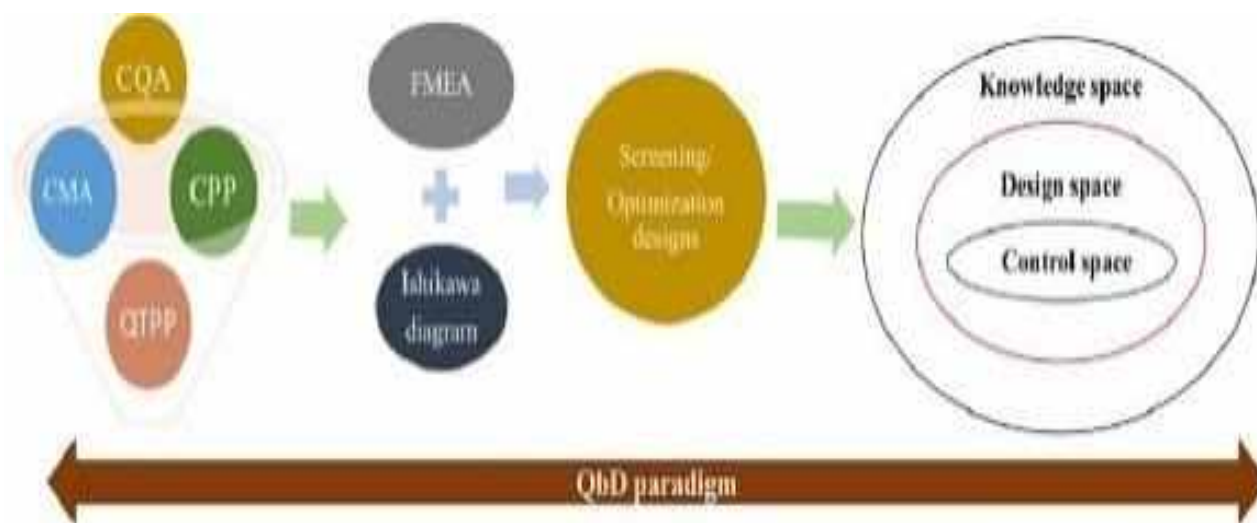 CQA
CMA
CPP
QTPP
FMEA
Ishikawa
diagram
Screening/
Optimization
designs
Knowledge space
Design space
Control space
QbD paradigm